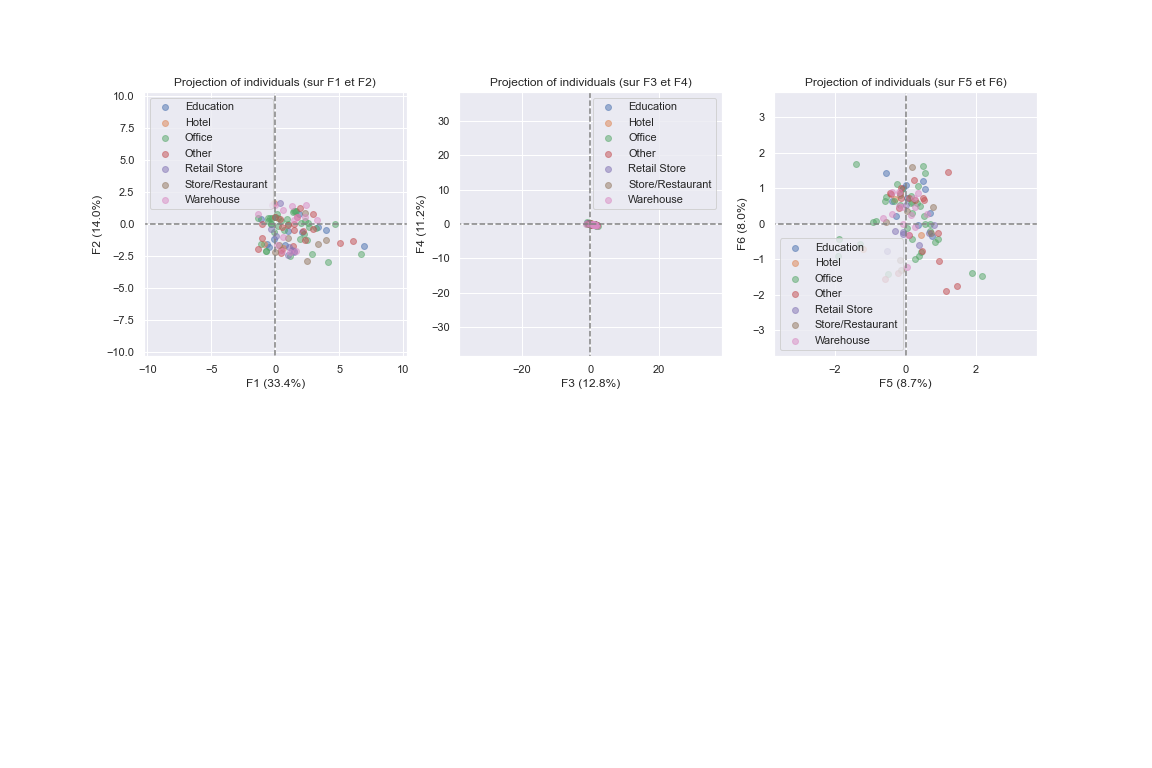 Projection of individuals (sur F1 et F2)
10.0
7.5
5.0
2.5
0.0
−2.5
−5.0
−7.5
−10.0
F2 (14.0%)
Education
Hotel
Office
Other
Retail Store
Store/Restaurant
Warehouse
−10
−5
0
5
10
F1 (33.4%)
Projection of individuals (sur F3 et F4)
30
20
10
0
−10
−20
−30
F4 (11.2%)
Education
Hotel
Office
Other
Retail Store
Store/Restaurant
Warehouse
−20
0
20
F3 (12.8%)
Projection of individuals (sur F5 et F6)
3
2
1
0
−1
−2
−3
F6 (8.0%)
Education
Hotel
Office
Other
Retail Store
Store/Restaurant
Warehouse
−2
0
2
F5 (8.7%)